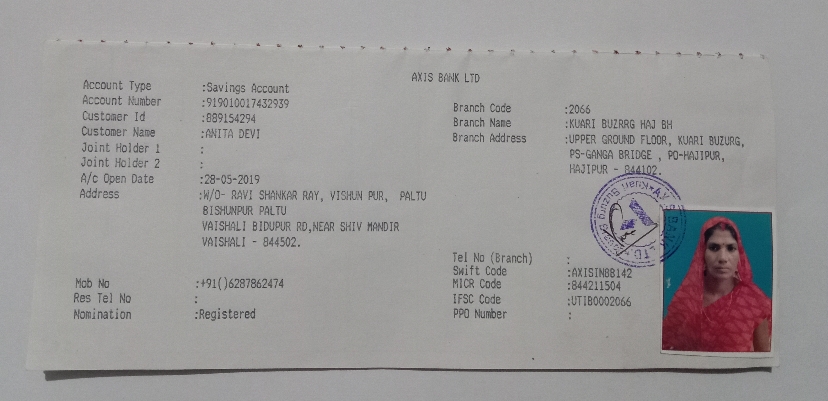 AXIS BANK LTD
Account Type :Savings Account
Account Number :919010017432939
Customer Id :889154294
Customer Name :ANITA DEVI
Joint Holder 1 :
Joint Holder 2 :
A/c Open Date :28-05-2019
Address :W/O- RAVI SHANKAR RAY, VISHUN PUR, PALTU
BISHUNPUR PALTU
VAISHALI BIDUPUR RD,NEAR SHIV MANDIR
VAISHALI - 844502.
Mob No :+91()6287862474
Res Tel No :
Nomination :Registered
Branch Code :2066
Branch Name :KUARI BUZRRG HAJ BH
Branch Address :UPPER GROUND FLOOR, KUARI BUZURG,
PS-GANGA BRIDGE , PO-HAJIPUR,
HAJIPUR - 844102.
Tel No (Branch) :
Swift Code :AXISINBB142
MICR Code :844211504
IFSC Code :UTIB0002066
PPO Number :
Kuari Buzurg
LTD.